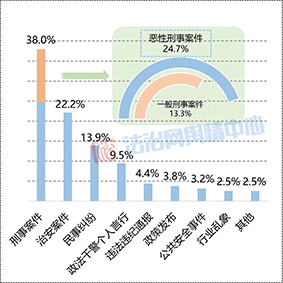 恶性刑事案件
24.7%
一般刑事案件
13.3%
38.0%
22.2%
13.9%
9.5%
4.4%
3.8%
3.2%
2.5%
2.5%
法治网舆情中心
刑事案件
治安案件
民事纠纷
政法干警个人言行
违法违纪通报
政策发布
公共安全事件
行业乱象
其他